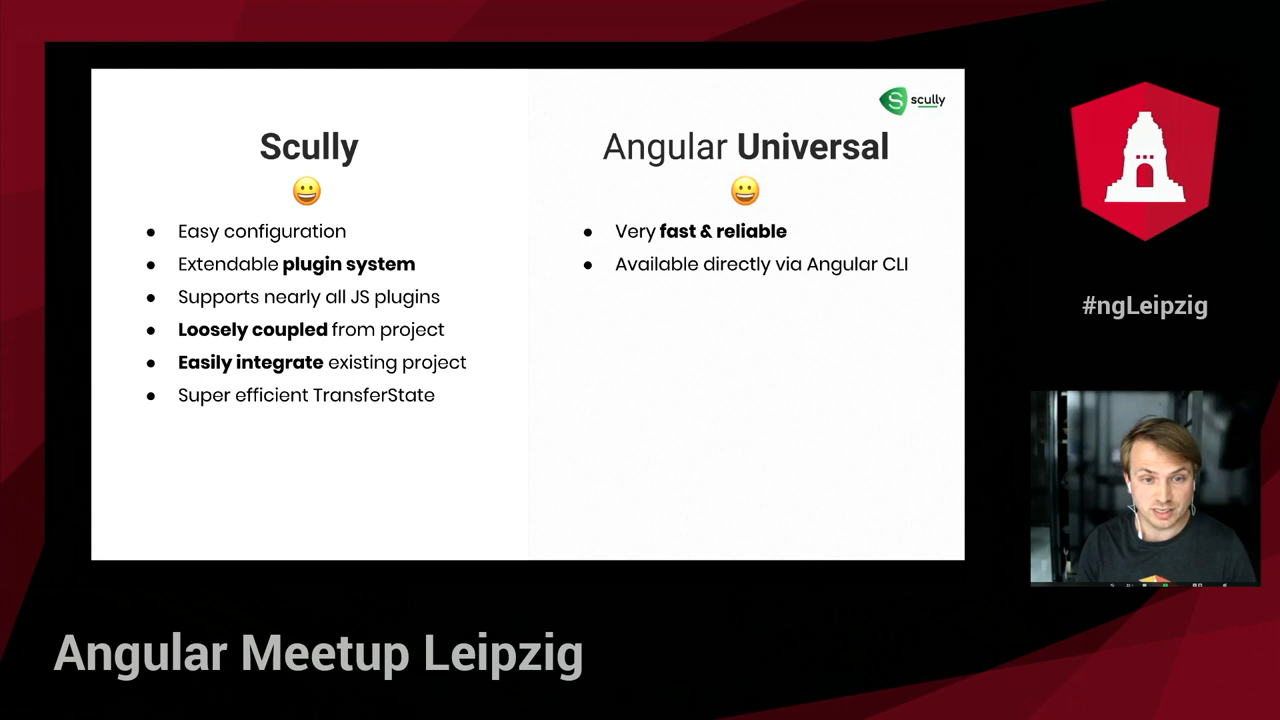 scully
Scully
Angular Universal
Easy configuration
Extendable plugin system
Supports nearly all JS plugins
Loosely coupled from project
Easily integrate existing project
Super efficient TransferState
Very fast & reliable
Available directly via Angular CLI
#ngLeipzig
Angular Meetup Leipzig